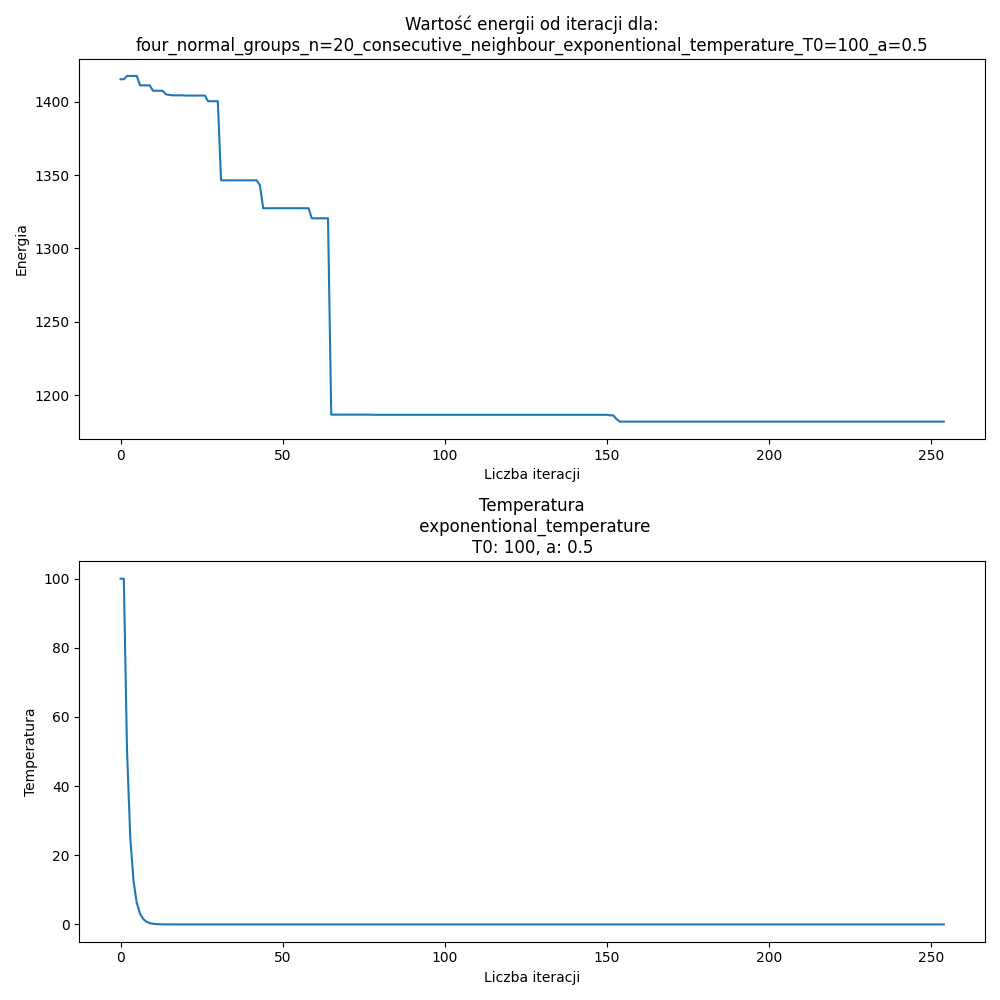 Wartość energii od iteracji dla:
four_normal_groups_n=20_consecutive_neighbour_exponentional_temperature_T0=100_a=0.5
1400
1350
1300
1250
1200
Energia
0 50 100 150 200 250
Liczba iteracji
Temperatura
exponentional_temperature
T0: 100, a: 0.5
100
80
60
40
20
0
Temperatura
0 50 100 150 200 250
Liczba iteracji